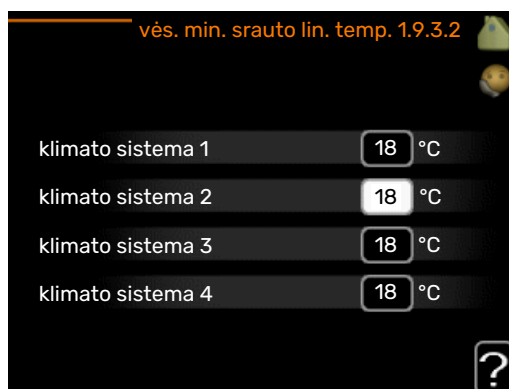 vės. min. srauto lin. temp. 1.9.3.2
klimato sistema 1 18 °C
klimato sistema 2 18 °C
klimato sistema 3 18 °C
klimato sistema 4 18 °C
?